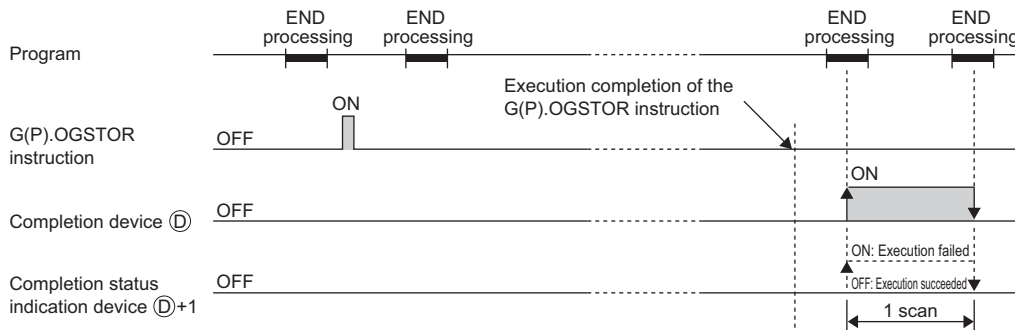 END
processing
END
processing
END
processing
END
processing
Program
Execution completion of the
G(P).OGSTOR instruction
ON
G(P).OGSTOR
instruction
OFF
ON
Completion device Ⓓ
OFF
ON: Execution failed
Completion status
indication device Ⓓ+1
OFF
OFF: Execution succeeded
1 scan